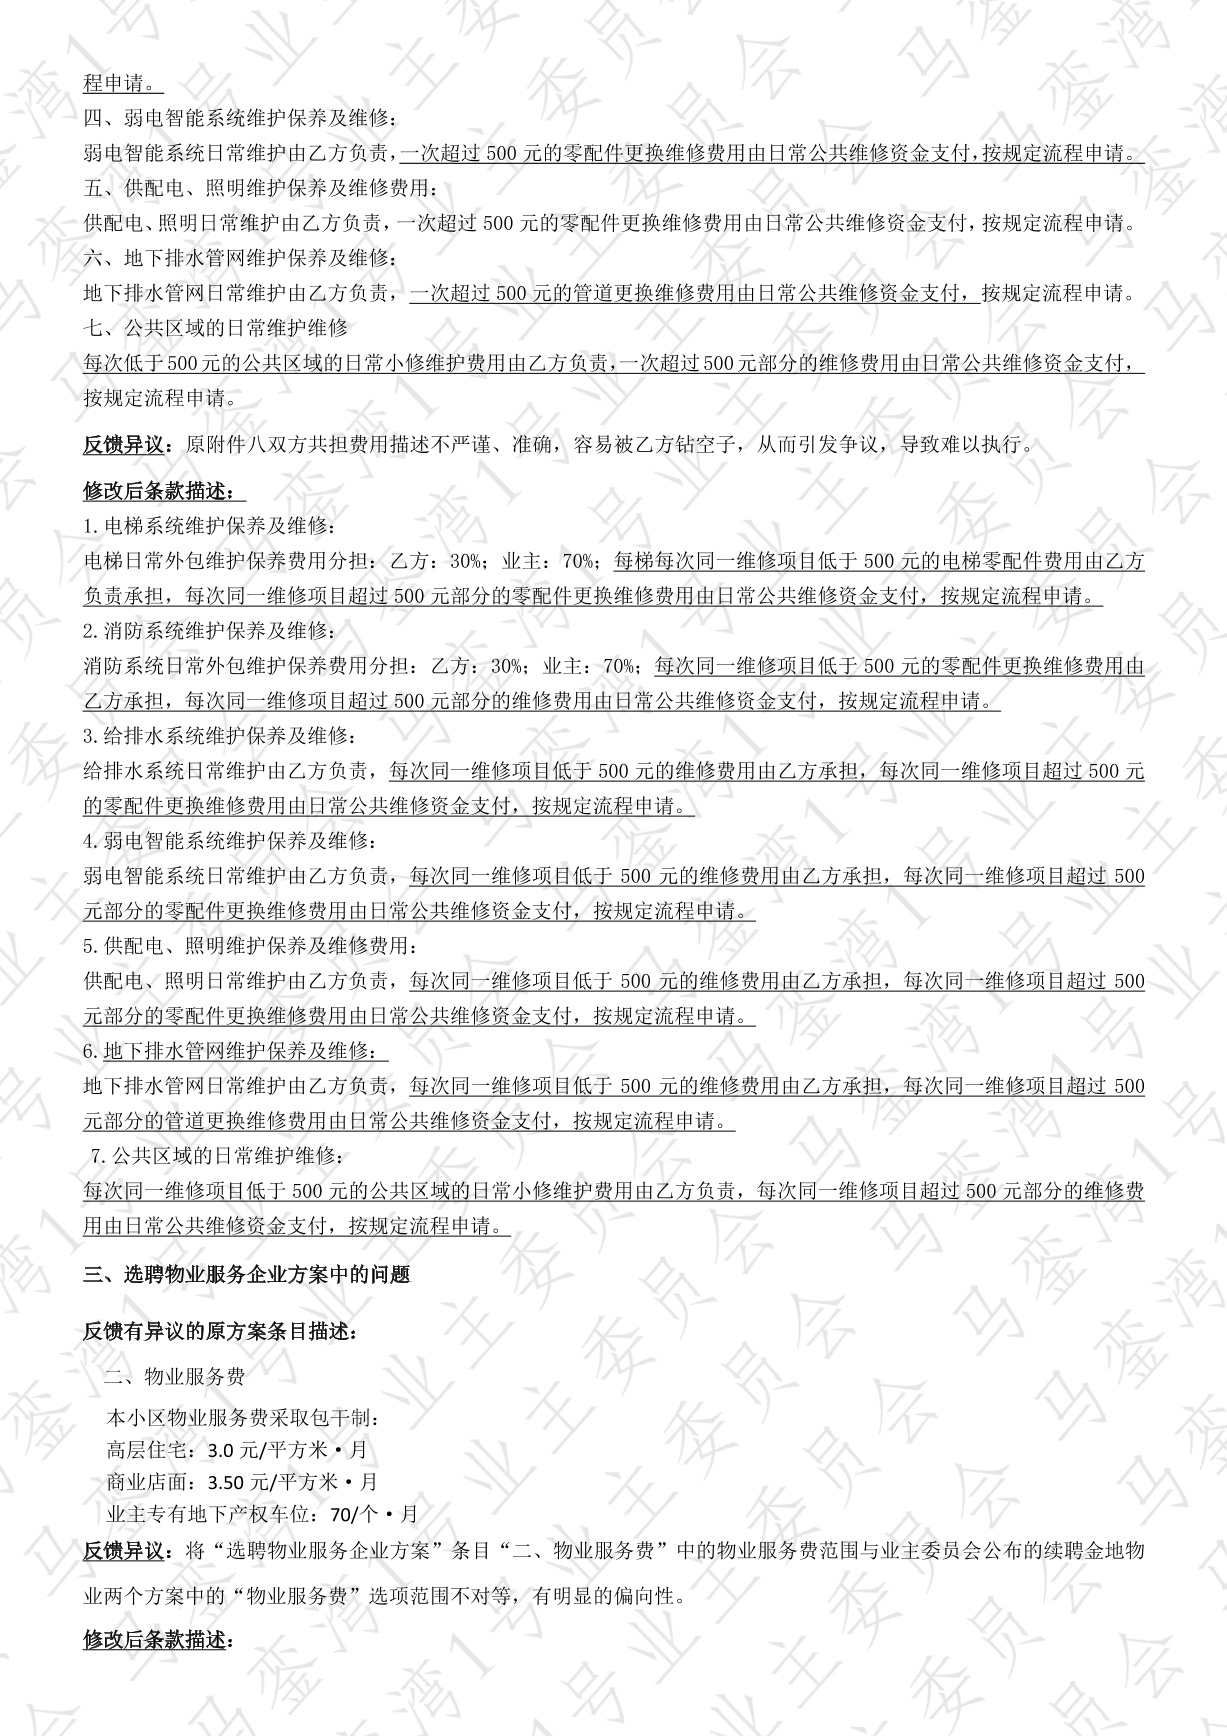 程申请。
四、弱电智能系统维护保养及维修：
弱电智能系统日常维护由乙方负责，一次超过 500 元的零配件更换维修费用由日常公共维修资金支付，按规定流程申请。
五、供配电、照明维护保养及维修费用：
供配电、照明日常维护由乙方负责，一次超过 500 元的零配件更换维修费用由日常公共维修资金支付，按规定流程申请。
六、地下排水管网维护保养及维修：
地下排水管网日常维护由乙方负责，一次超过 500 元的管道更换维修费用由日常公共维修资金支付，按规定流程申请。
七、公共区域的日常维护维修
每次低于 500 元的公共区域的日常小修维护费用由乙方负责，一次超过 500 元部分的维修费用由日常公共维修资金支付，
按规定流程申请。
反馈异议：原附件八双方共担费用描述不严谨、准确，容易被乙方钻空子，从而引发争议，导致难以执行。
修改后条款描述：
1.电梯系统维护保养及维修：
电梯日常外包维护保养费用分担：乙方：30%；业主：70%；每梯每次同一维修项目低于 500 元的电梯零配件费用由乙方
负责承担，每次同一维修项目超过 500 元部分的零配件更换维修费用由日常公共维修资金支付，按规定流程申请。
2.消防系统维护保养及维修：
消防系统日常外包维护保养费用分担：乙方：30%；业主：70%；每次同一维修项目低于 500 元的零配件更换维修费用由
乙方承担，每次同一维修项目超过 500 元部分的维修费用由日常公共维修资金支付，按规定流程申请。
3.给排水系统维护保养及维修：
给排水系统日常维护由乙方负责，每次同一维修项目低于 500 元的维修费用由乙方承担，每次同一维修项目超过 500 元
的零配件更换维修费用由日常公共维修资金支付，按规定流程申请。
4.弱电智能系统维护保养及维修：
弱电智能系统日常维护由乙方负责，每次同一维修项目低于 500 元的维修费用由乙方承担，每次同一维修项目超过 500
元部分的零配件更换维修费用由日常公共维修资金支付，按规定流程申请。
5.供配电、照明维护保养及维修费用：
供配电、照明日常维护由乙方负责，每次同一维修项目低于 500 元的维修费用由乙方承担，每次同一维修项目超过 500
元部分的零配件更换维修费用由日常公共维修资金支付，按规定流程申请。
6.地下排水管网维护保养及维修：
地下排水管网日常维护由乙方负责，每次同一维修项目低于 500 元的维修费用由乙方承担，每次同一维修项目超过 500
元部分的管道更换维修费用由日常公共维修资金支付，按规定流程申请。
7.公共区域的日常维护维修：
每次同一维修项目低于 500 元的公共区域的日常小修维护费用由乙方负责，每次同一维修项目超过 500 元部分的维修费
用由日常公共维修资金支付，按规定流程申请。
三、选聘物业服务企业方案中的问题
反馈有异议的原方案条目描述：
二、物业服务费
本小区物业服务费采取包干制：
高层住宅：3.0 元/平方米·月
商业店面：3.50 元/平方米·月
业主专有地下产权车位：70/个·月
反馈异议：将“选聘物业服务企业方案”条目“二、物业服务费”中的物业服务费范围与业主委员会公布的续聘金地物
业两个方案中的“物业服务费”选项范围不对等，有明显的偏向性。
修改后条款描述：